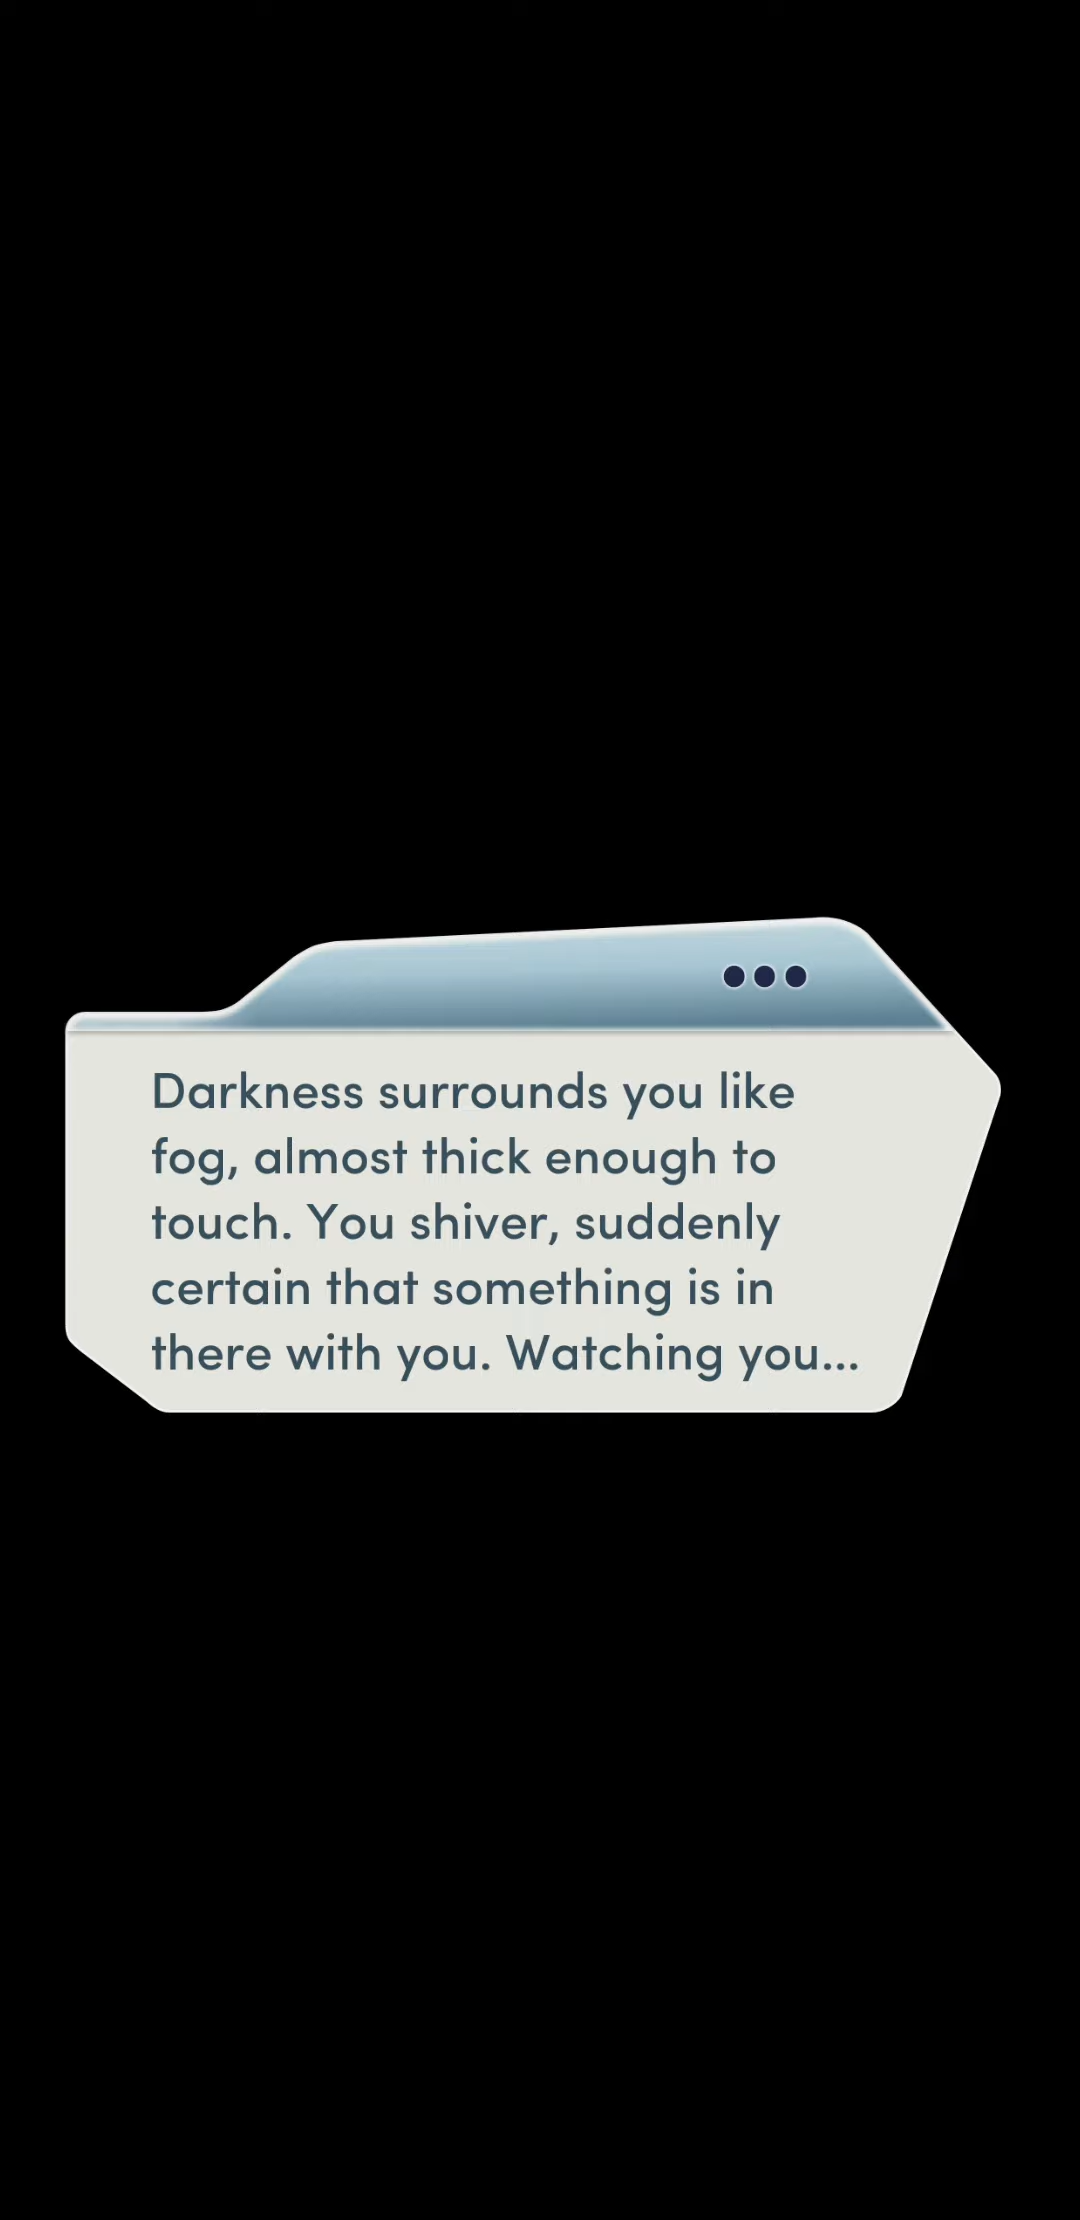 Darkness surrounds you like
fog, almost thick enough to
touch. You shiver, suddenly
certain that something is in
there with you. Watching you...